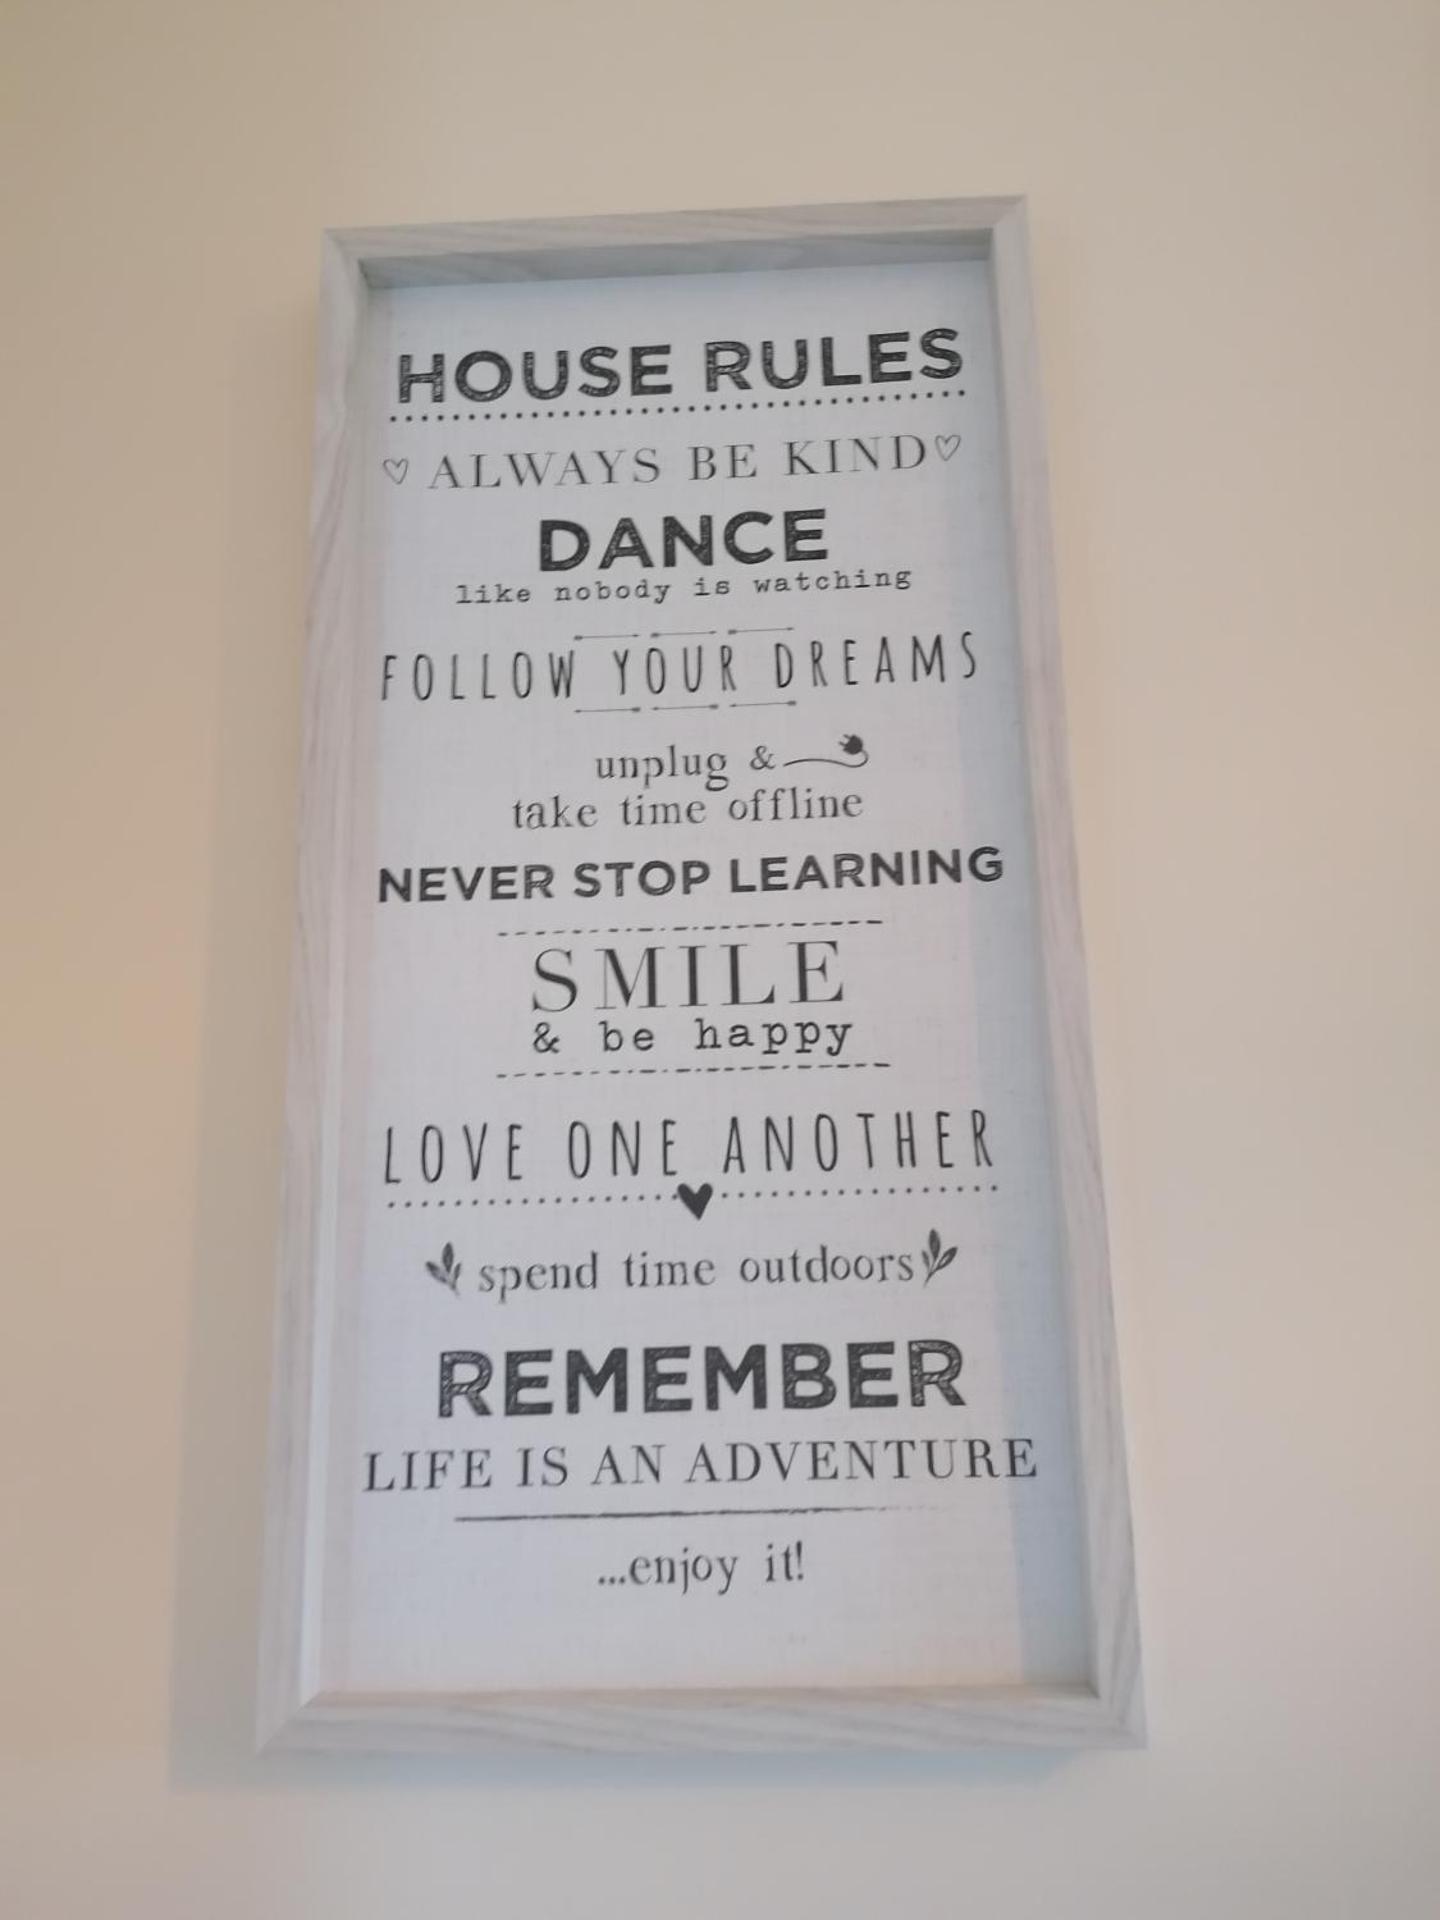 HOUSE RULES
ALWAYS BE KIND
DANCE
like nobody is watching
FOLLOW YOUR DREAMS
unplug &
take time offline
NEVER STOP LEARNING
SMILE
& be happy
LOVE ONE ANOTHER
spend time outdoors
REMEMBER
LIFE IS AN ADVENTURE
...enjoy it!